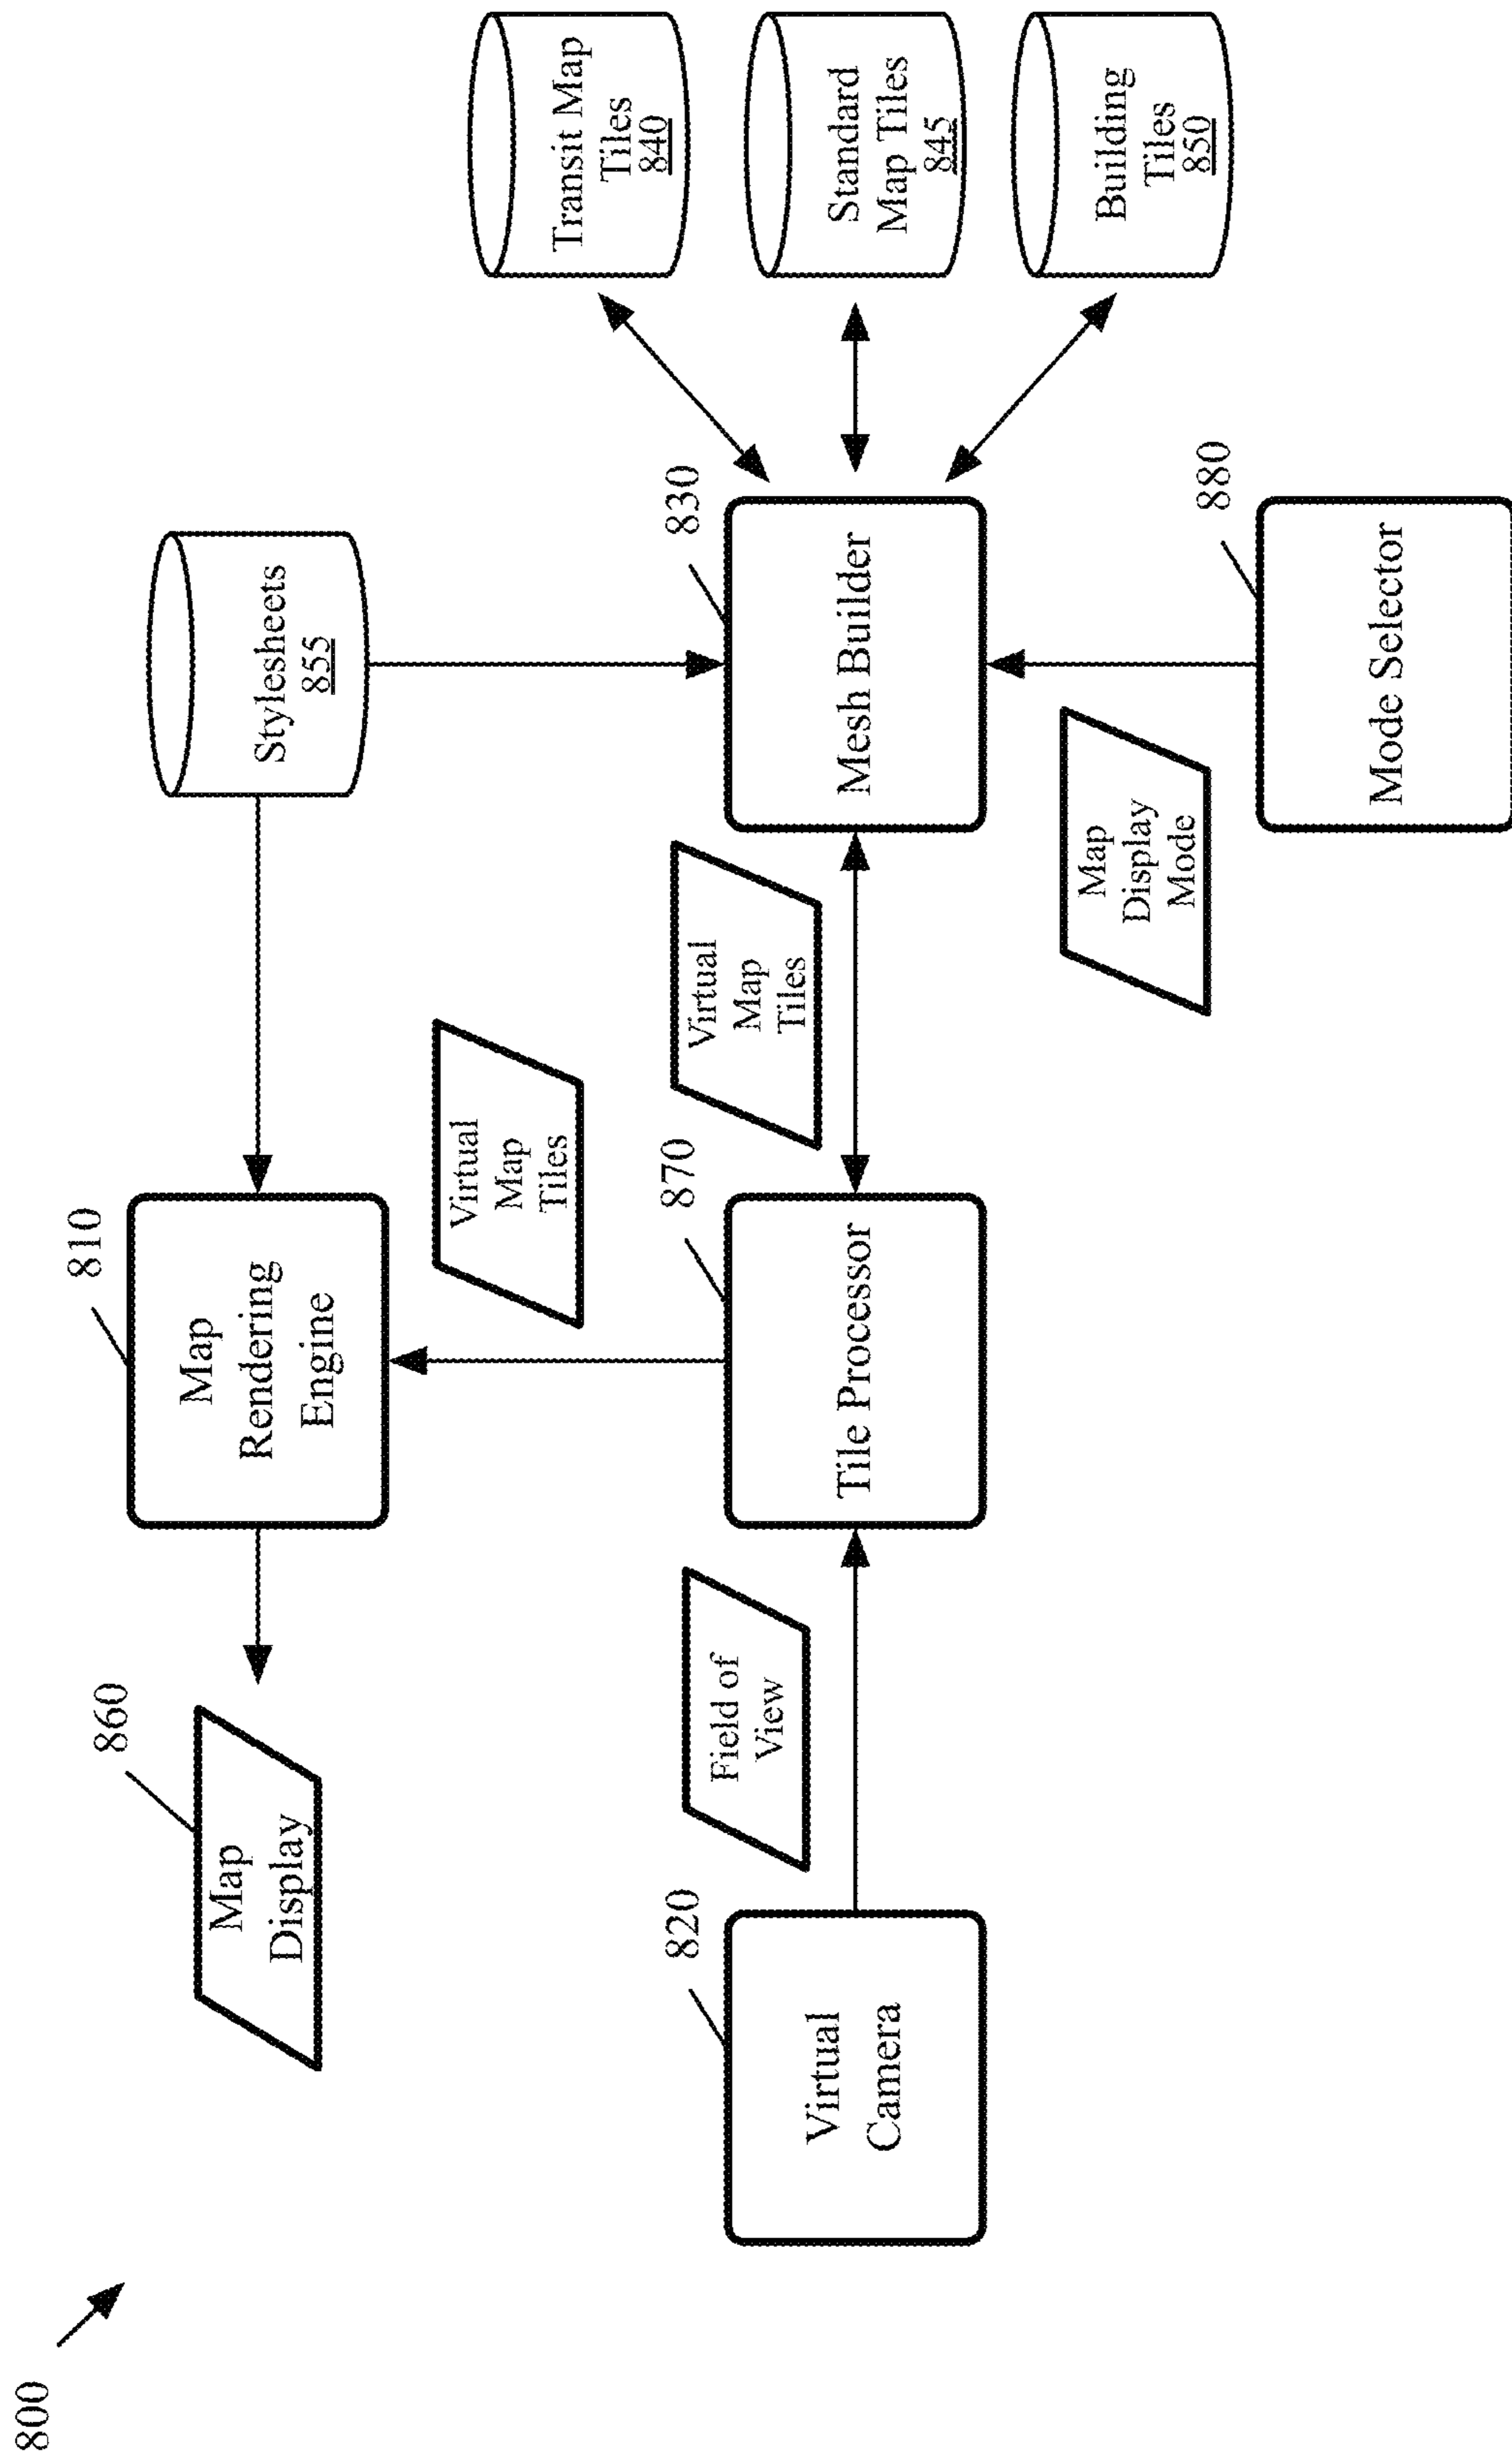 800
860
Map
Display
810
Map
Rendering
Engine
Stylesheets
855
Virtual
Map
Tiles
820
Virtual
Camera
Field of
View
870
Tile Processor
Virtual
Map
Tiles
830
Mesh Builder
Transit Map
Tiles
840
Standard
Map Tiles
845
Building
Tiles
850
Map
Display
Mode
880
Mode Selector